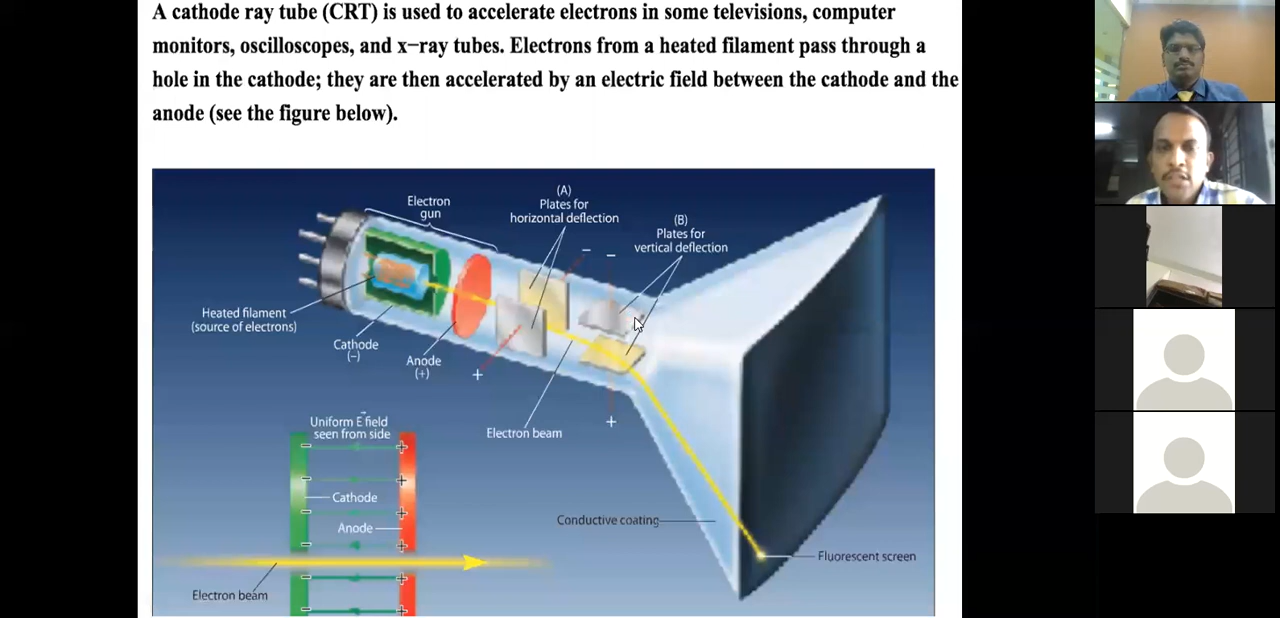 A cathode ray tube (CRT) is used to accelerate electrons in some televisions, computer
monitors, oscilloscopes, and x−ray tubes. Electrons from a heated filament pass through a
hole in the cathode; they are then accelerated by an electric field between the cathode and the
anode (see the figure below).
Electron
gun
(A)
Plates for
horizontal deflection
(B)
Plates for
vertical deflection
−
−
Heated filament
(source of electrons)
Cathode
(−)
Anode
(+)
+
+
Electron beam
Uniform E⃗ field
seen from side
− +
− +
Cathode
− +
Anode
− +
− +
− +
Electron beam
Conductive coating
Fluorescent screen